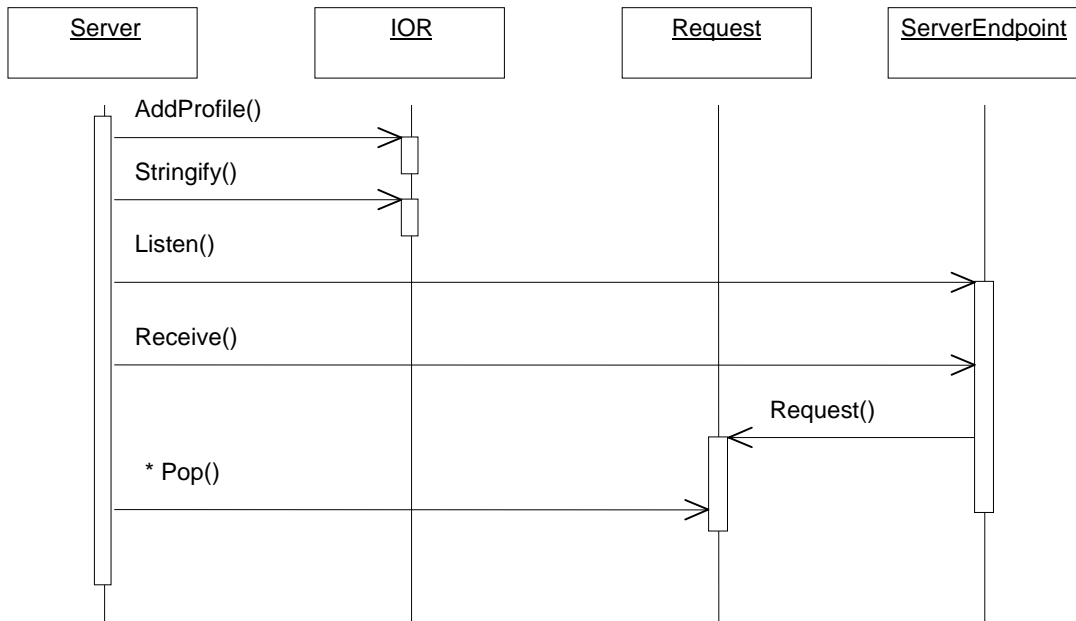 Server
IOR
Request
ServerEndpoint
AddProfile()
Stringify()
Listen()
Receive()
Request()
* Pop()